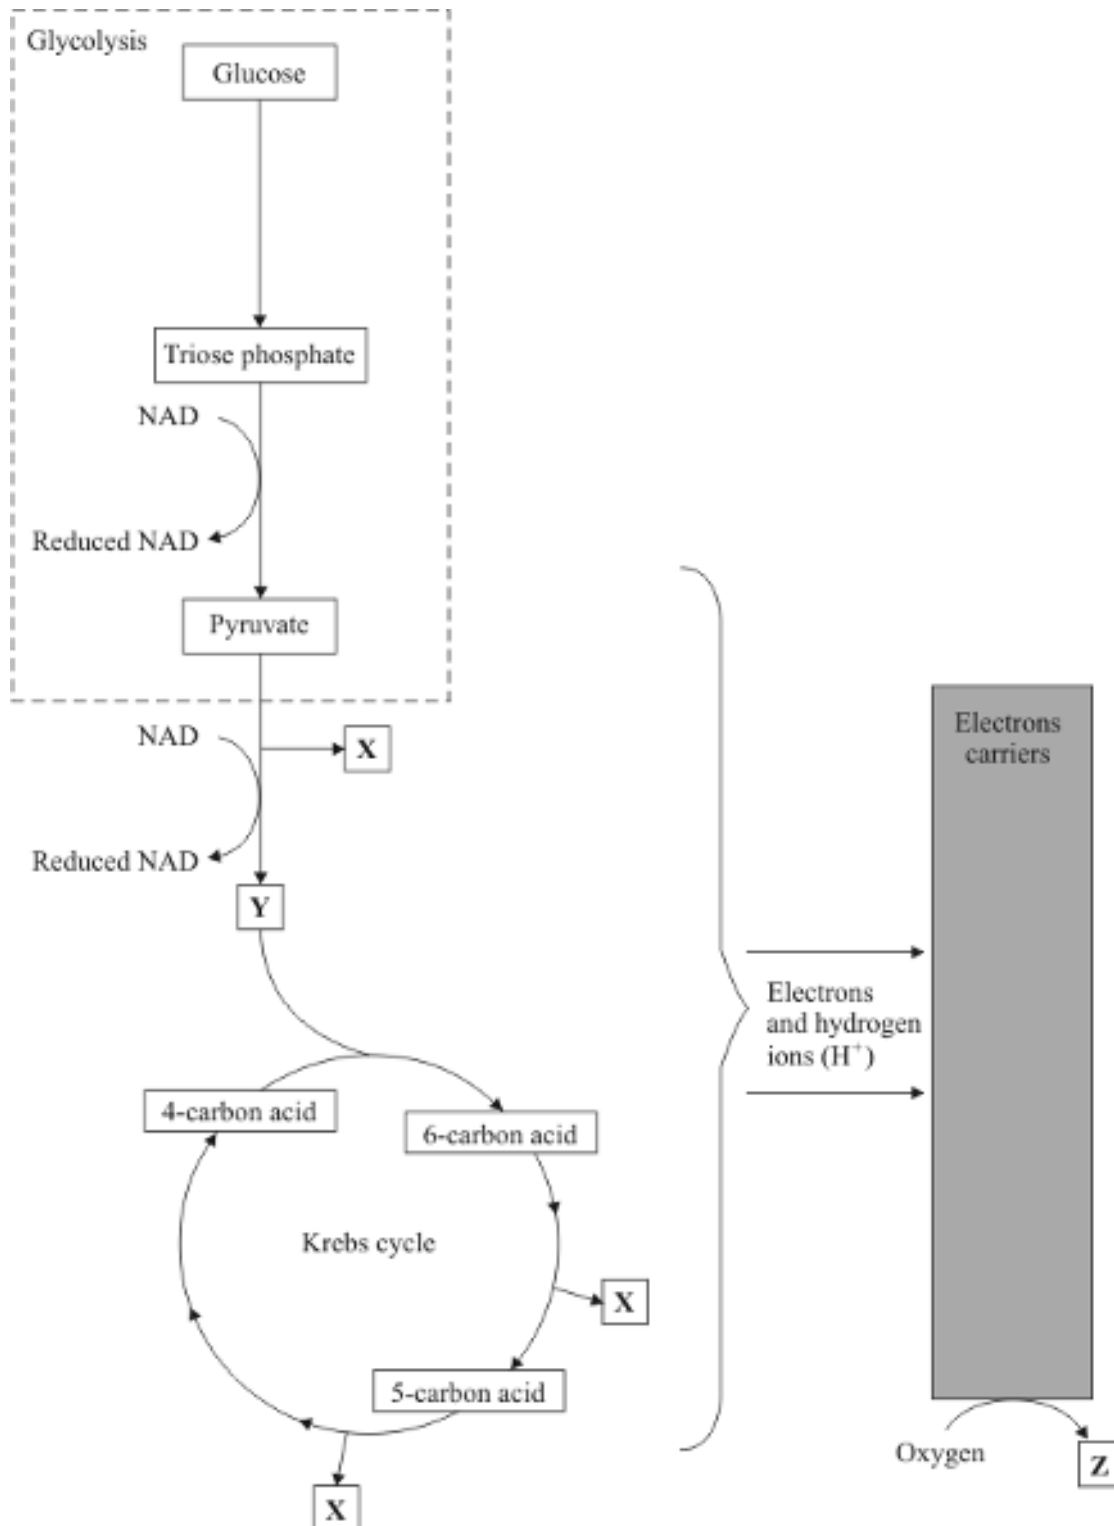 Glycolysis
Glucose
Triose phosphate
NAD
Reduced NAD
Pyruvate
NAD
X
Reduced NAD
Y
Electrons
carriers
Electrons
and hydrogen
ions (H⁺)
4-carbon acid
6-carbon acid
Krebs cycle
X
5-carbon acid
Oxygen
Z
X